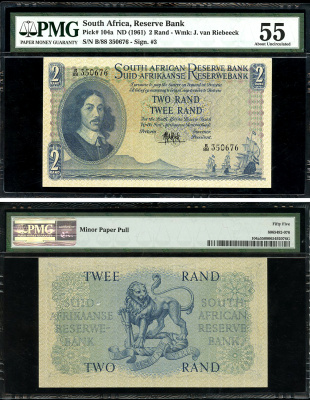 PMG
PAPER MONEY GUARANTY
South Africa, Reserve Bank
Pick# 104a ND (1961) 2 Rand - Wmk: J. van Riebeeck
S/N B/88 350676 - Sign. #3
55
About Uncirculated
2
SOUTH AFRICAN RESERVE BANK
SUID-AFRIKAANSE RESERWEBANK
B/88 350676
TWO RAND
TWEE RAND
B/88 350676
2
2
PMG
Minor Paper Pull
Fifty Five
TWEE RAND
SUID-
AFRIKAANSE
RESERWE-
BANK
SOUTH
AFRICAN
RESERVE
BANK
TWO RAND